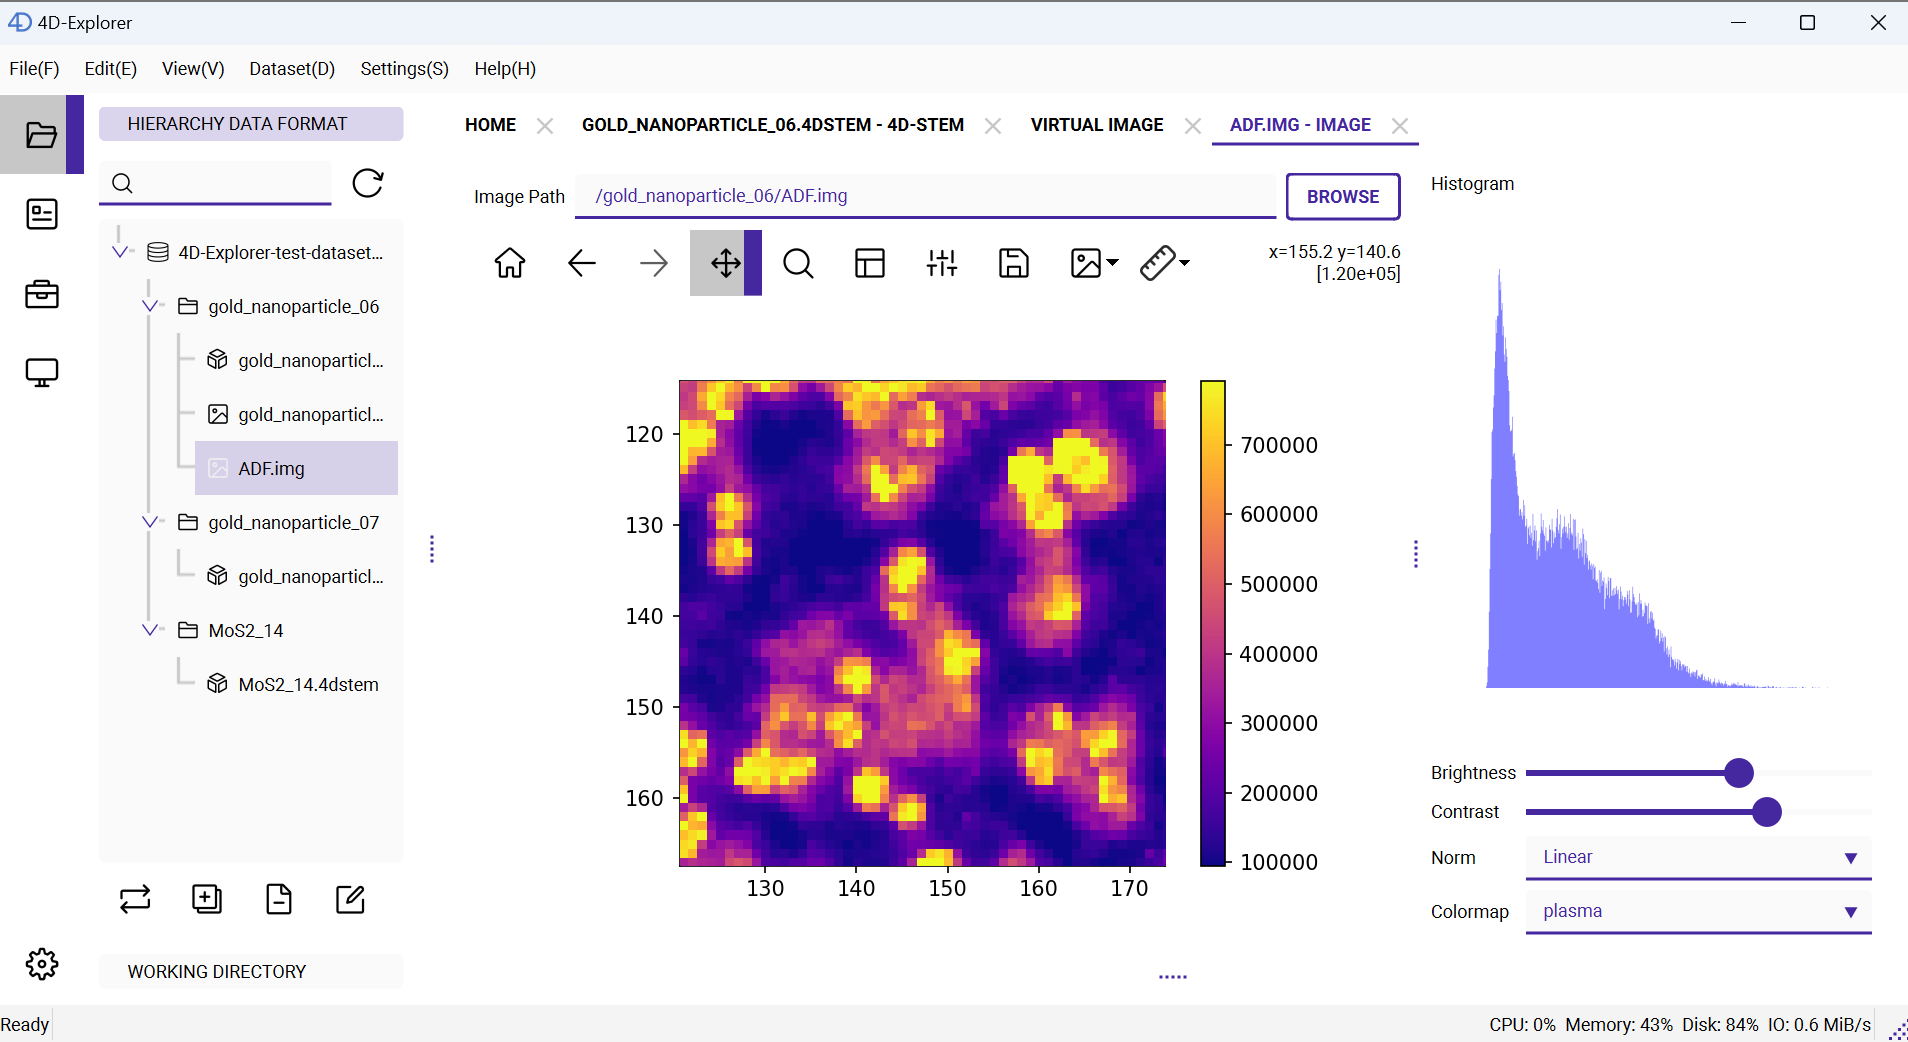 4D-Explorer
File(F) Edit(E) View(V) Dataset(D) Settings(S) Help(H)
HIERARCHY DATA FORMAT
4D-Explorer-test-dataset...
gold_nanoparticle_06
gold_nanoparticl...
gold_nanoparticl...
ADF.img
gold_nanoparticle_07
gold_nanoparticl...
MoS2_14
MoS2_14.4dstem
WORKING DIRECTORY
HOME GOLD_NANOPARTICLE_06.4DSTEM - 4D-STEM VIRTUAL IMAGE ADF.IMG - IMAGE
Image Path /gold_nanoparticle_06/ADF.img BROWSE
x=155.2 y=140.6
[1.20e+05]
120
130
140
150
160
130 140 150 160 170
700000
600000
500000
400000
300000
200000
100000
Histogram
Brightness
Contrast
Norm Linear
Colormap plasma
Ready
CPU: 0% Memory: 43% Disk: 84% IO: 0.6 MiB/s